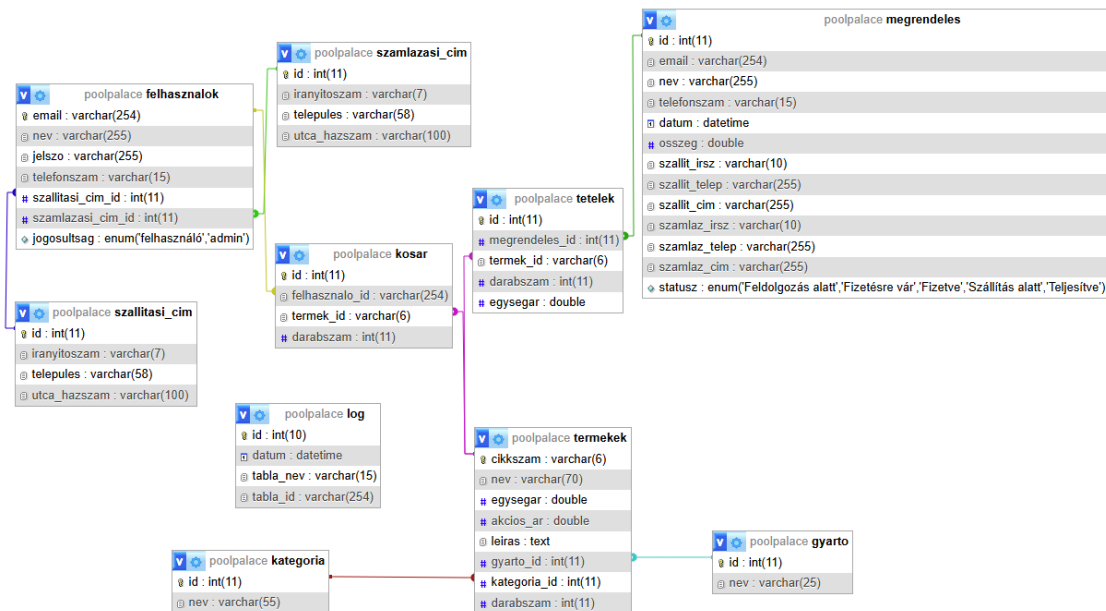 poolpalace felhasznalok
email : varchar(254)
nev : varchar(255)
jelszo : varchar(255)
telefonszam : varchar(15)
szallitasi_cim_id : int(11)
szamlazasi_cim_id : int(11)
jogosultsag : enum('felhasználó','admin')
poolpalace szamlazasi_cim
id : int(11)
iranyitoszam : varchar(7)
telepules : varchar(58)
utca_hazszam : varchar(100)
poolpalace megrendeles
id : int(11)
email : varchar(254)
nev : varchar(255)
telefonszam : varchar(15)
datum : datetime
osszeg : double
szallit_irsz : varchar(10)
szallit_telep : varchar(255)
szallit_cim : varchar(255)
szamlaz_irsz : varchar(10)
szamlaz_telep : varchar(255)
szamlaz_cim : varchar(255)
statusz : enum('Feldolgozás alatt','Fizetésre vár','Fizetve','Szállítás alatt','Teljesítve')
poolpalace tetelek
id : int(11)
megrendeles_id : int(11)
termek_id : varchar(6)
darabszam : int(11)
egysegar : double
poolpalace kosar
id : int(11)
felhasznalo_id : varchar(254)
termek_id : varchar(6)
darabszam : int(11)
poolpalace szallitasi_cim
id : int(11)
iranyitoszam : varchar(7)
telepules : varchar(58)
utca_hazszam : varchar(100)
poolpalace log
id : int(10)
datum : datetime
tabla_nev : varchar(15)
tabla_id : varchar(254)
poolpalace termekek
cikkszam : varchar(6)
nev : varchar(70)
egysegar : double
akcios_ar : double
leiras : text
gyarto_id : int(11)
kategoria_id : int(11)
darabszam : int(11)
poolpalace gyarto
id : int(11)
nev : varchar(25)
poolpalace kategoria
id : int(11)
nev : varchar(55)